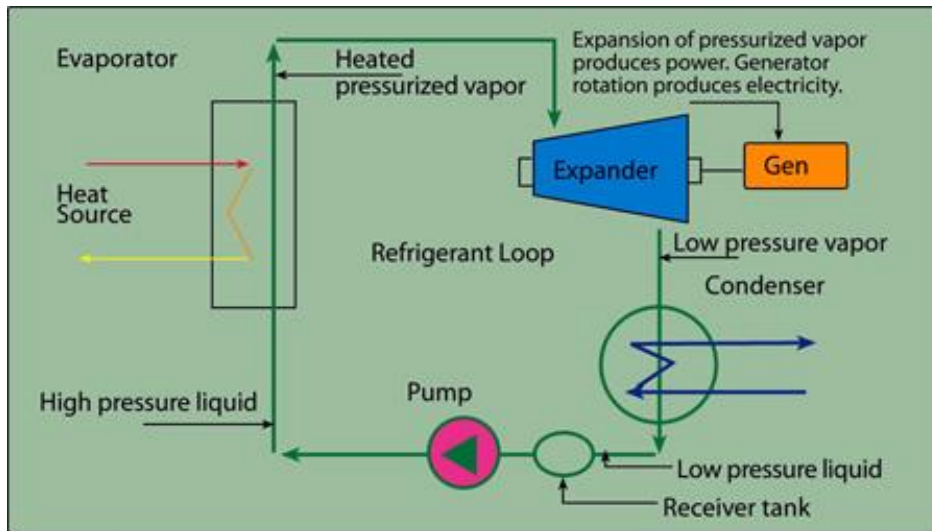 Evaporator
Heated
pressurized vapor
Expansion of pressurized vapor
produces power. Generator
rotation produces electricity.
Expander
Gen
Heat
Source
Refrigerant Loop
Low pressure vapor
Condenser
High pressure liquid
Pump
Low pressure liquid
Receiver tank